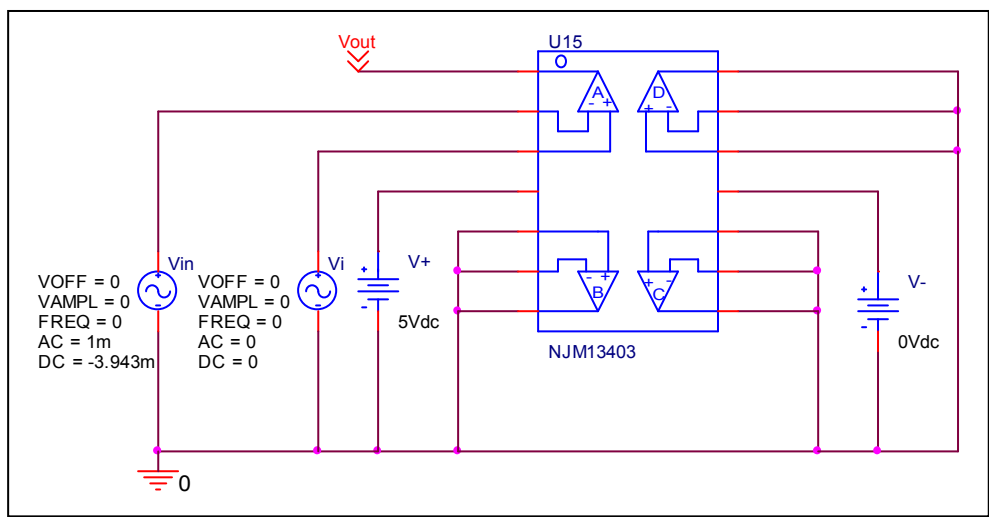 Vout
U15
A
- +
D
+ -
Vin
VOFF = 0
VAMPL = 0
FREQ = 0
AC = 1m
DC = -3.943m
Vi
VOFF = 0
VAMPL = 0
FREQ = 0
AC = 0
DC = 0
V+
5Vdc
- +
B
+ -
C
NJM13403
V-
0Vdc
0